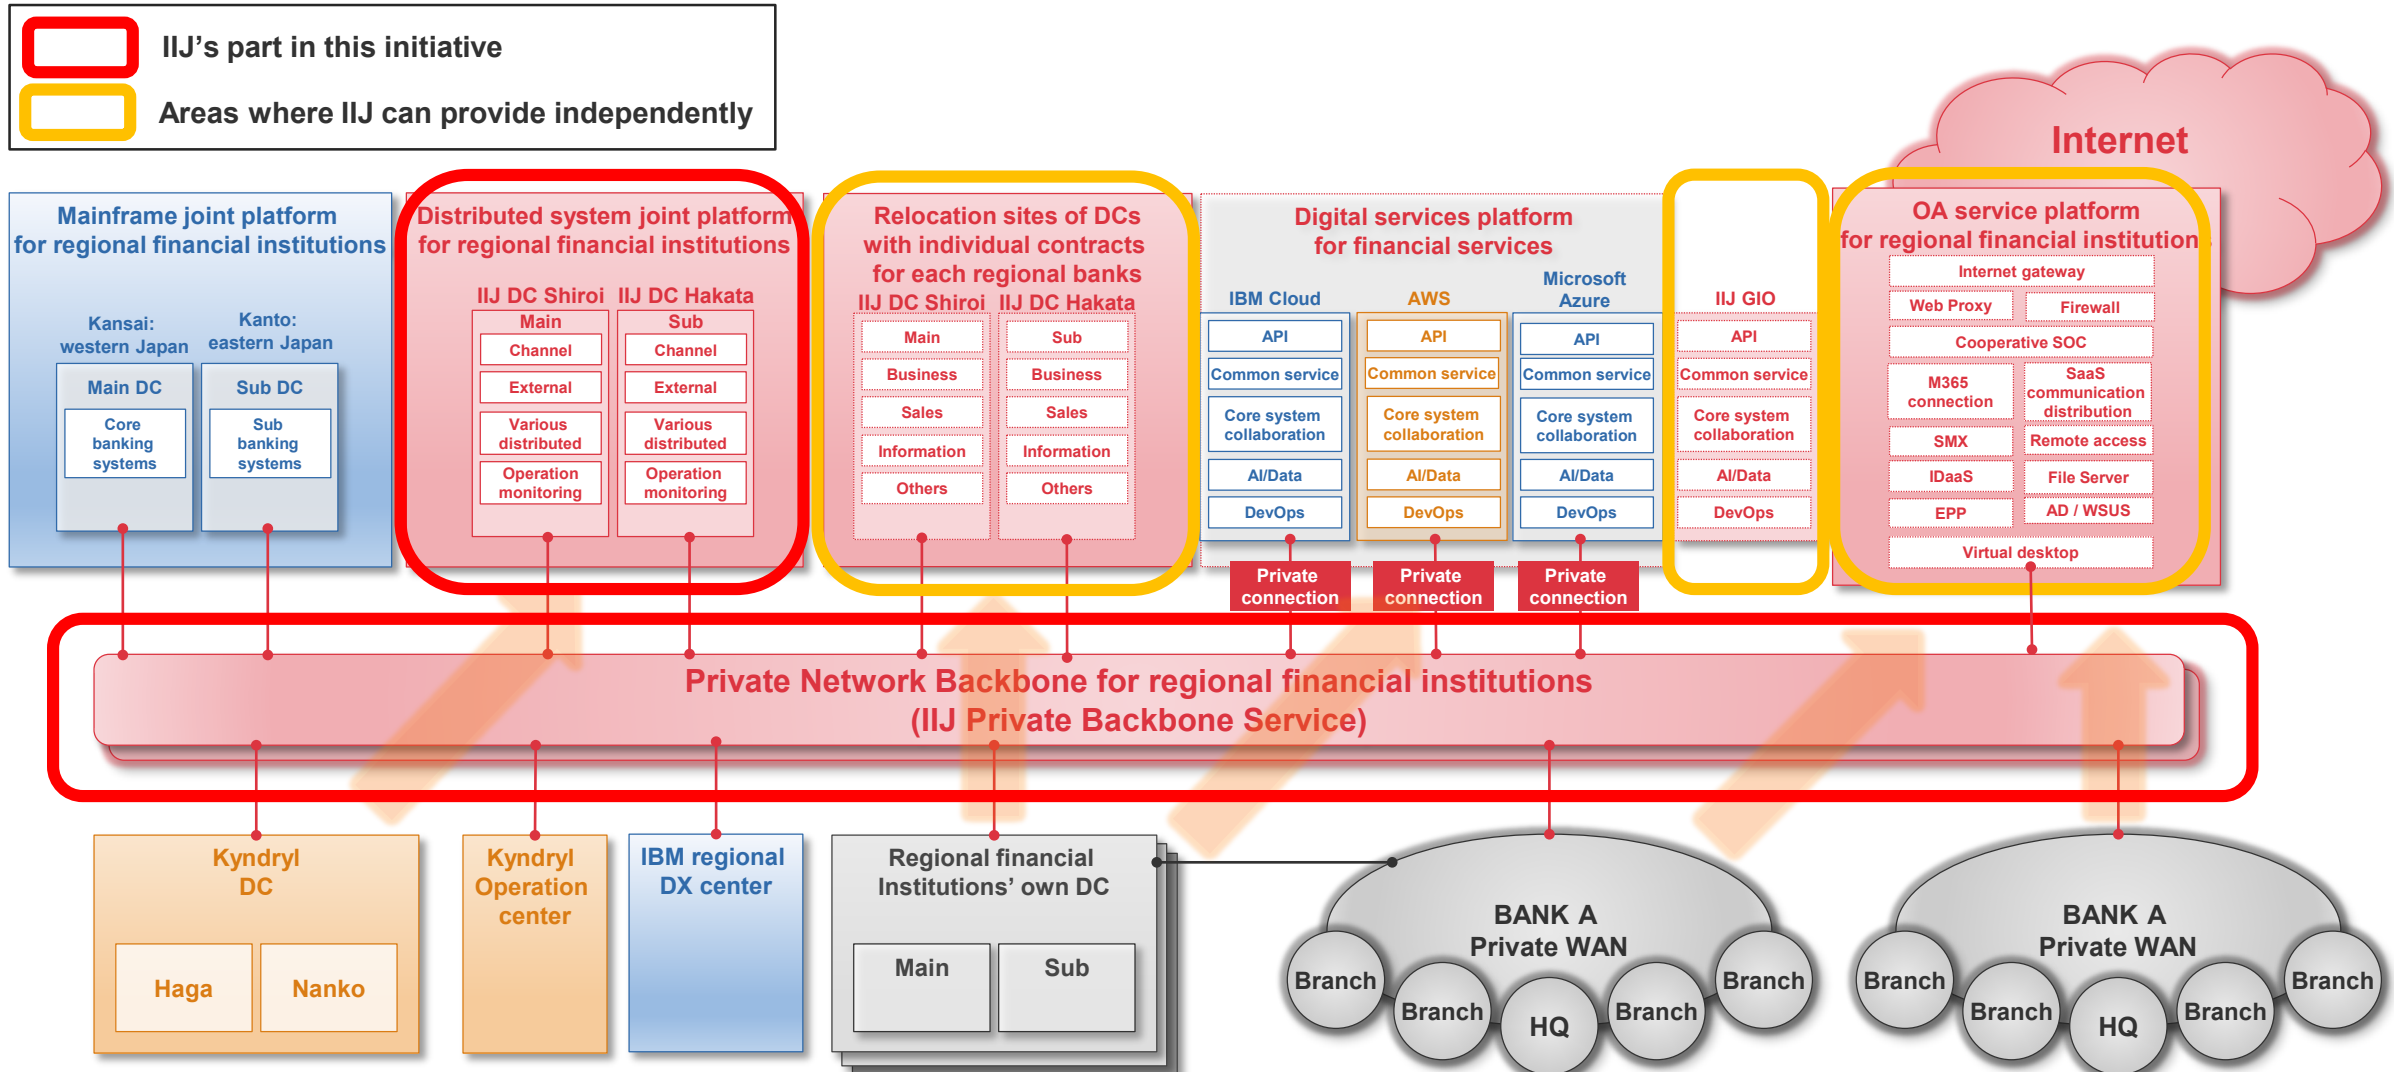 IIJ's part in this initiative
Areas where IIJ can provide independently
Internet
Mainframe joint platform
for regional financial institutions
Kansai:
western Japan
Kanto:
eastern Japan
Main DC
Core
banking
systems
Sub DC
Sub
banking
systems
Distributed system joint platform
for regional financial institutions
IIJ DC Shiroi
Main
Channel
External
Various
distributed
Operation
monitoring
IIJ DC Hakata
Sub
Channel
External
Various
distributed
Operation
monitoring
Relocation sites of DCs
with individual contracts
for each regional banks
IIJ DC Shiroi
Main
Business
Sales
Information
Others
IIJ DC Hakata
Sub
Business
Sales
Information
Others
Digital services platform
for financial services
IBM Cloud
API
Common service
Core system
collaboration
AI/Data
DevOps
AWS
API
Common service
Core system
collaboration
AI/Data
DevOps
Microsoft
Azure
API
Common service
Core system
collaboration
AI/Data
DevOps
IIJ GIO
API
Common service
Core system
collaboration
AI/Data
DevOps
OA service platform
for regional financial institutions
Internet gateway
Web Proxy
Firewall
Cooperative SOC
M365
connection
SaaS
communication
distribution
SMX
Remote access
IDaaS
File Server
EPP
AD / WSUS
Virtual desktop
Private
connection
Private
connection
Private
connection
Private Network Backbone for regional financial institutions
(IIJ Private Backbone Service)
Kyndryl
DC
Haga
Nanko
Kyndryl
Operation
center
IBM regional
DX center
Regional financial
Institutions' own DC
Main
Sub
BANK A
Private WAN
Branch
Branch
HQ
Branch
Branch
BANK A
Private WAN
Branch
Branch
HQ
Branch
Branch